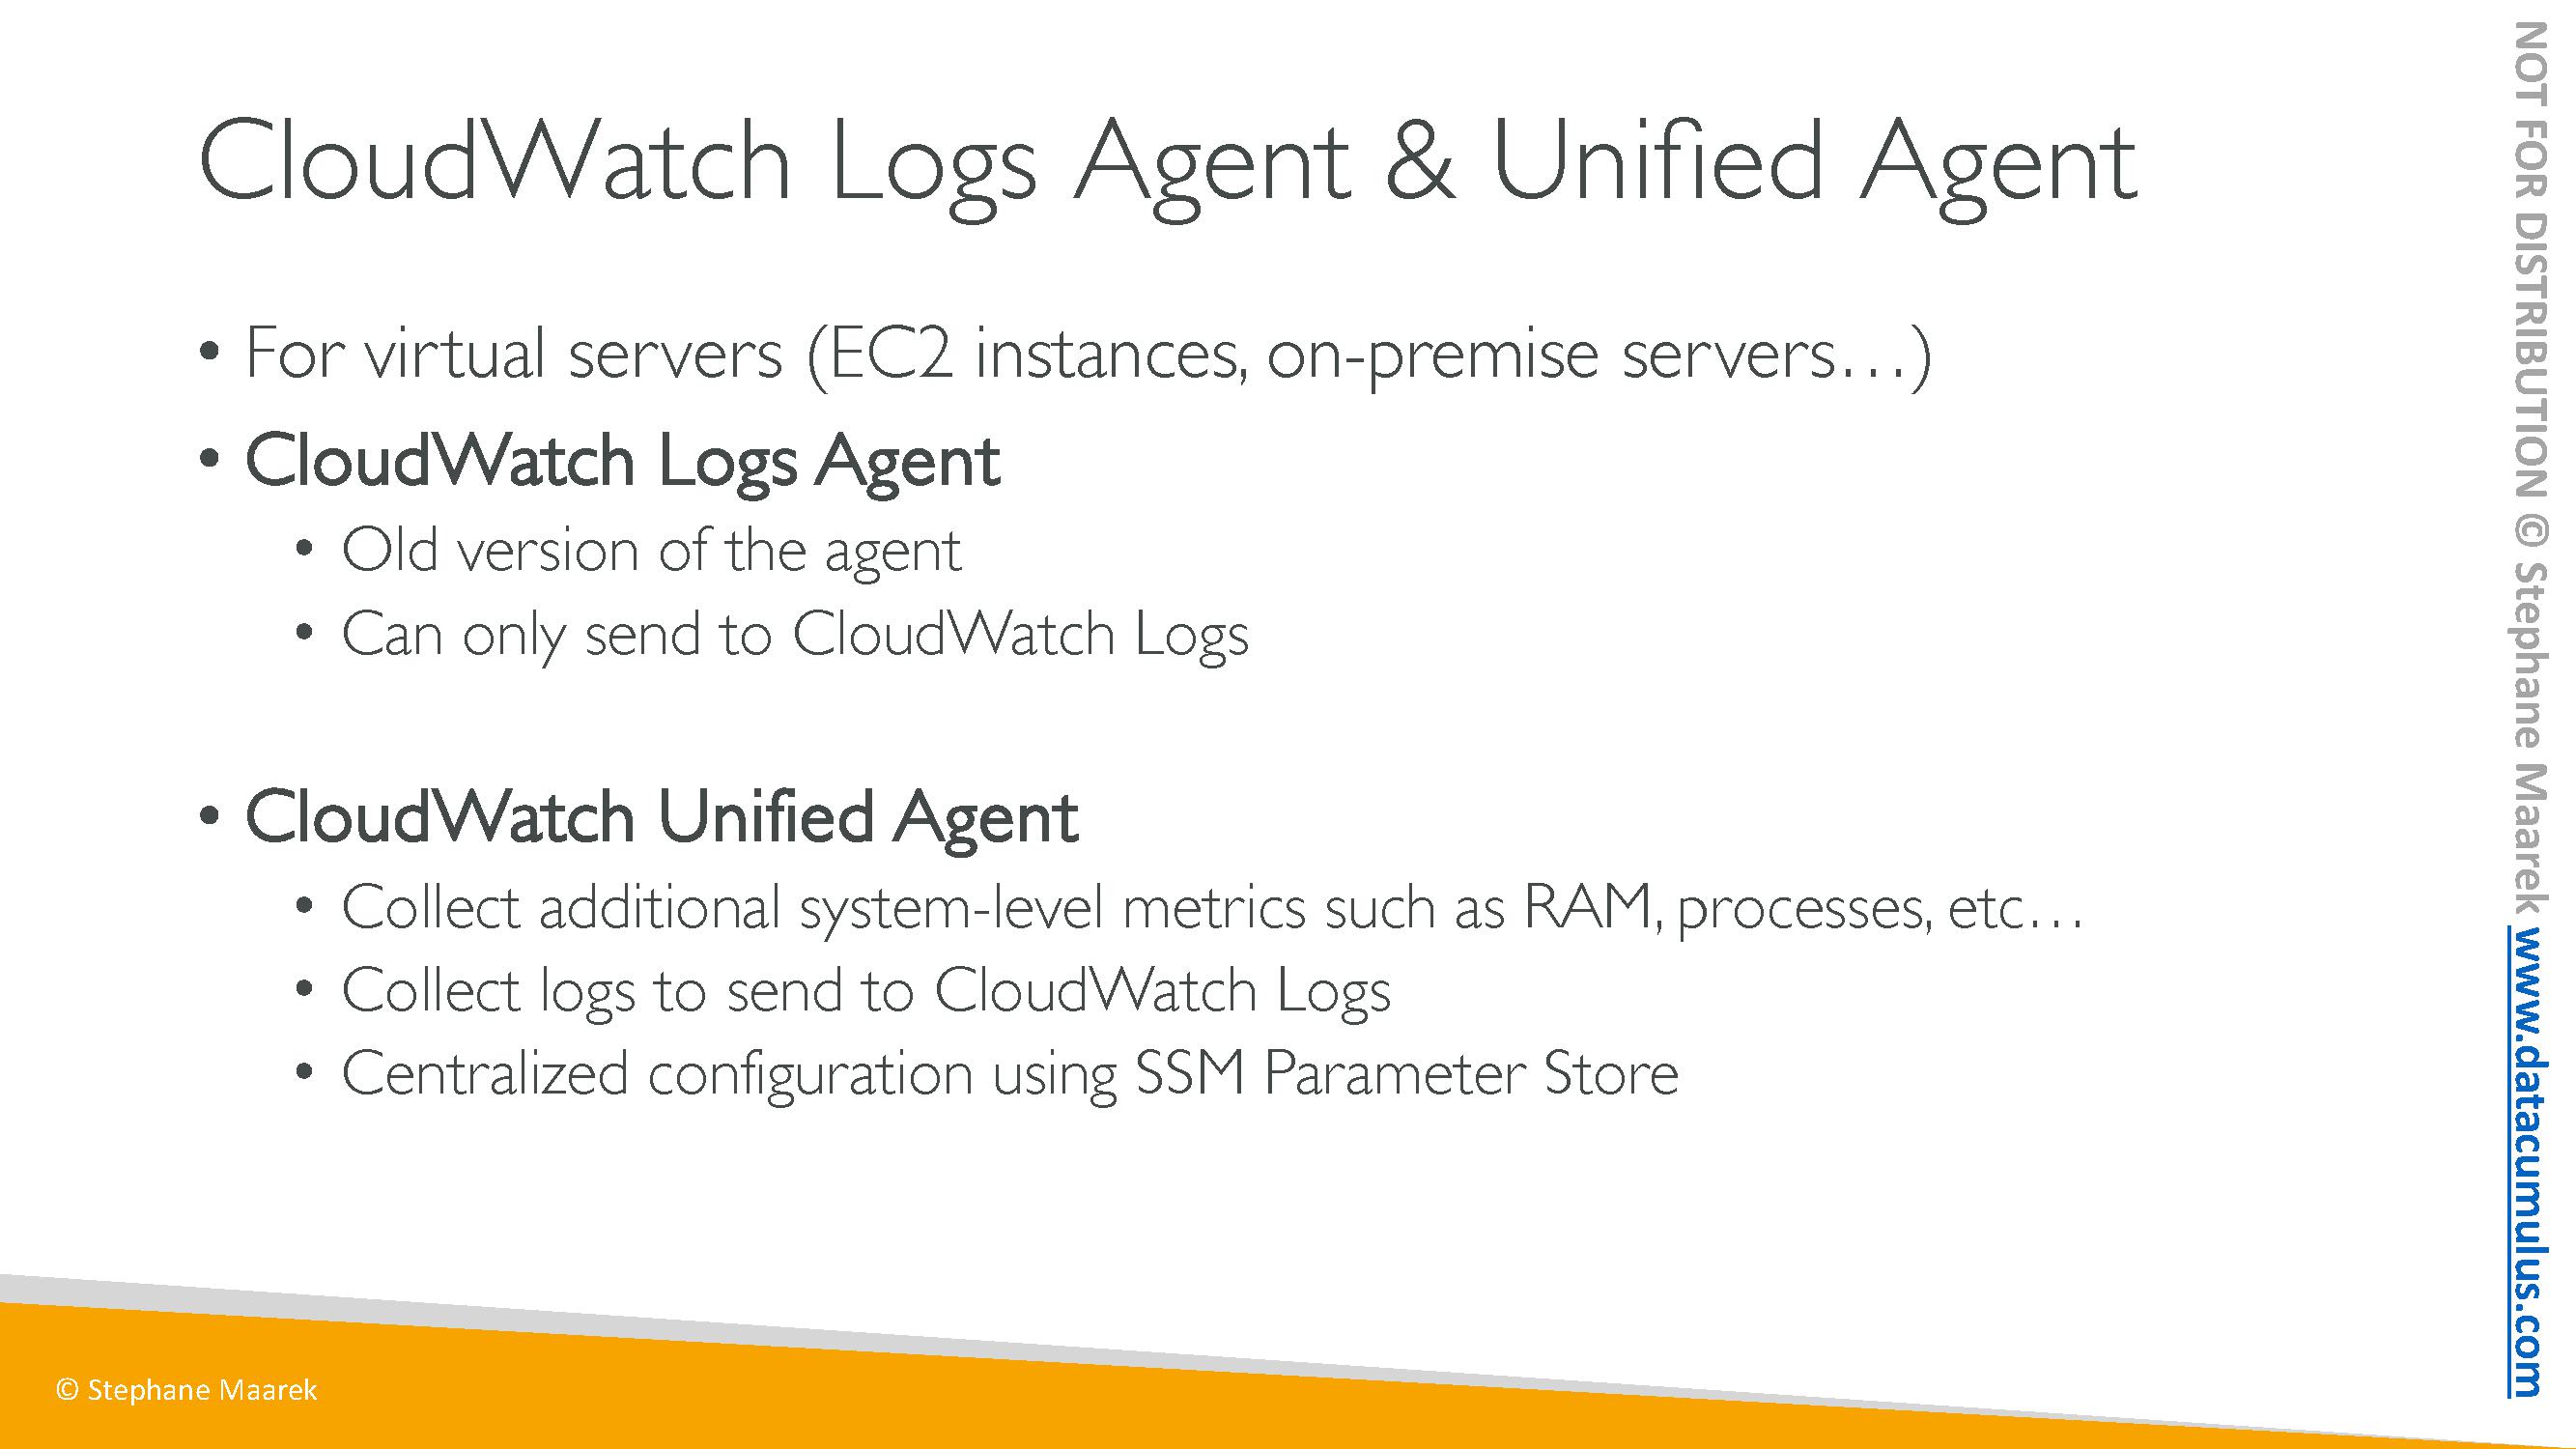 CloudWatch Logs Agent & Unified Agent
• For virtual servers (EC2 instances, on-premise servers…)
• CloudWatch Logs Agent
• Old version of the agent
• Can only send to CloudWatch Logs
• CloudWatch Unified Agent
• Collect additional system-level metrics such as RAM, processes, etc…
• Collect logs to send to CloudWatch Logs
• Centralized configuration using SSM Parameter Store
© Stephane Maarek
NOT FOR DISTRIBUTION © Stephane Maarek www.datacumulus.com